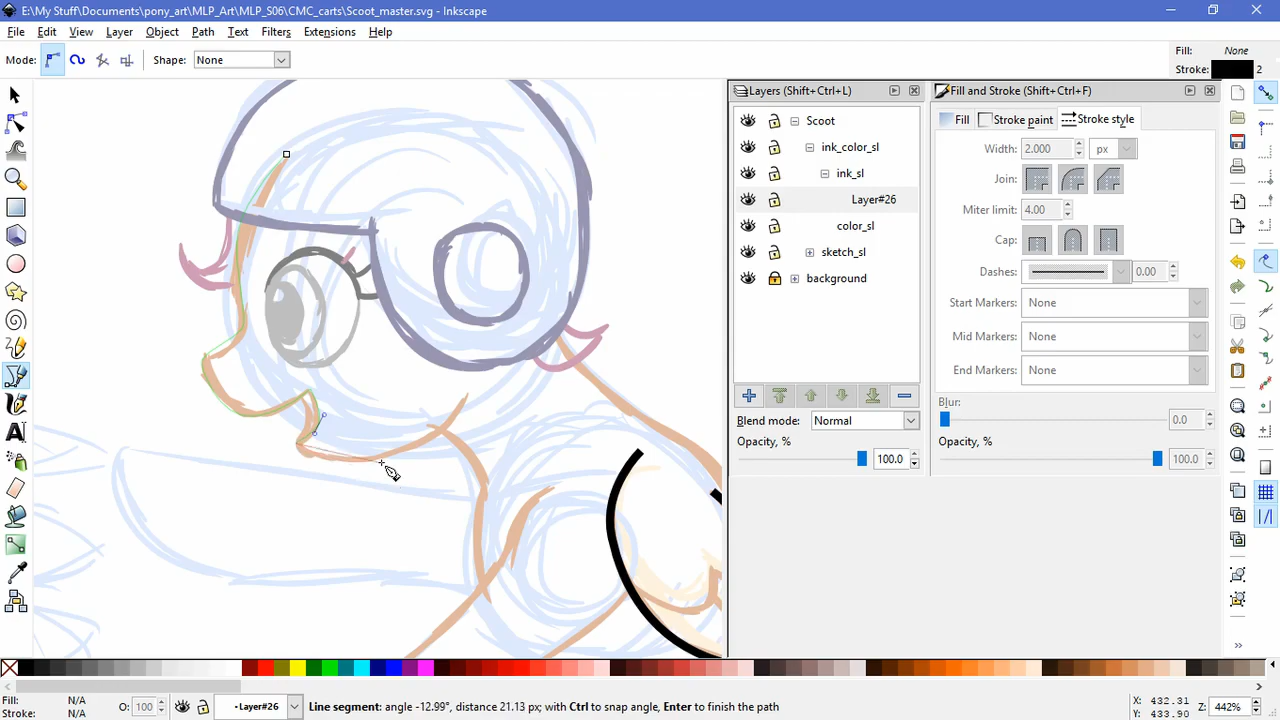 E:\My Stuff\Documents\pony_art\MLP_Art\MLP_S06\CMC_carts\Scoot_master.svg - Inkscape
File Edit View Layer Object Path Text Filters Extensions Help
Mode: Shape: None
Fill: None
Stroke: 2
Layers (Shift+Ctrl+L)
Fill and Stroke (Shift+Ctrl+F)
Scoot
ink_color_sl
ink_sl
Layer#26
color_sl
sketch_sl
background
Fill Stroke paint Stroke style
Width: 2.000 px
Join:
Miter limit: 4.00
Cap:
Dashes: 0.00
Start Markers: None
Mid Markers: None
End Markers: None
Blur:
0.0
Opacity, %
100.0
Blend mode: Normal
Opacity, %
100.0
Fill: N/A
Stroke: N/A
O: 100
•Layer#26
Line segment: angle -12.99°, distance 21.13 px; with Ctrl to snap angle, Enter to finish the path
X: 432.31
Y: 433.90
Z: 442%